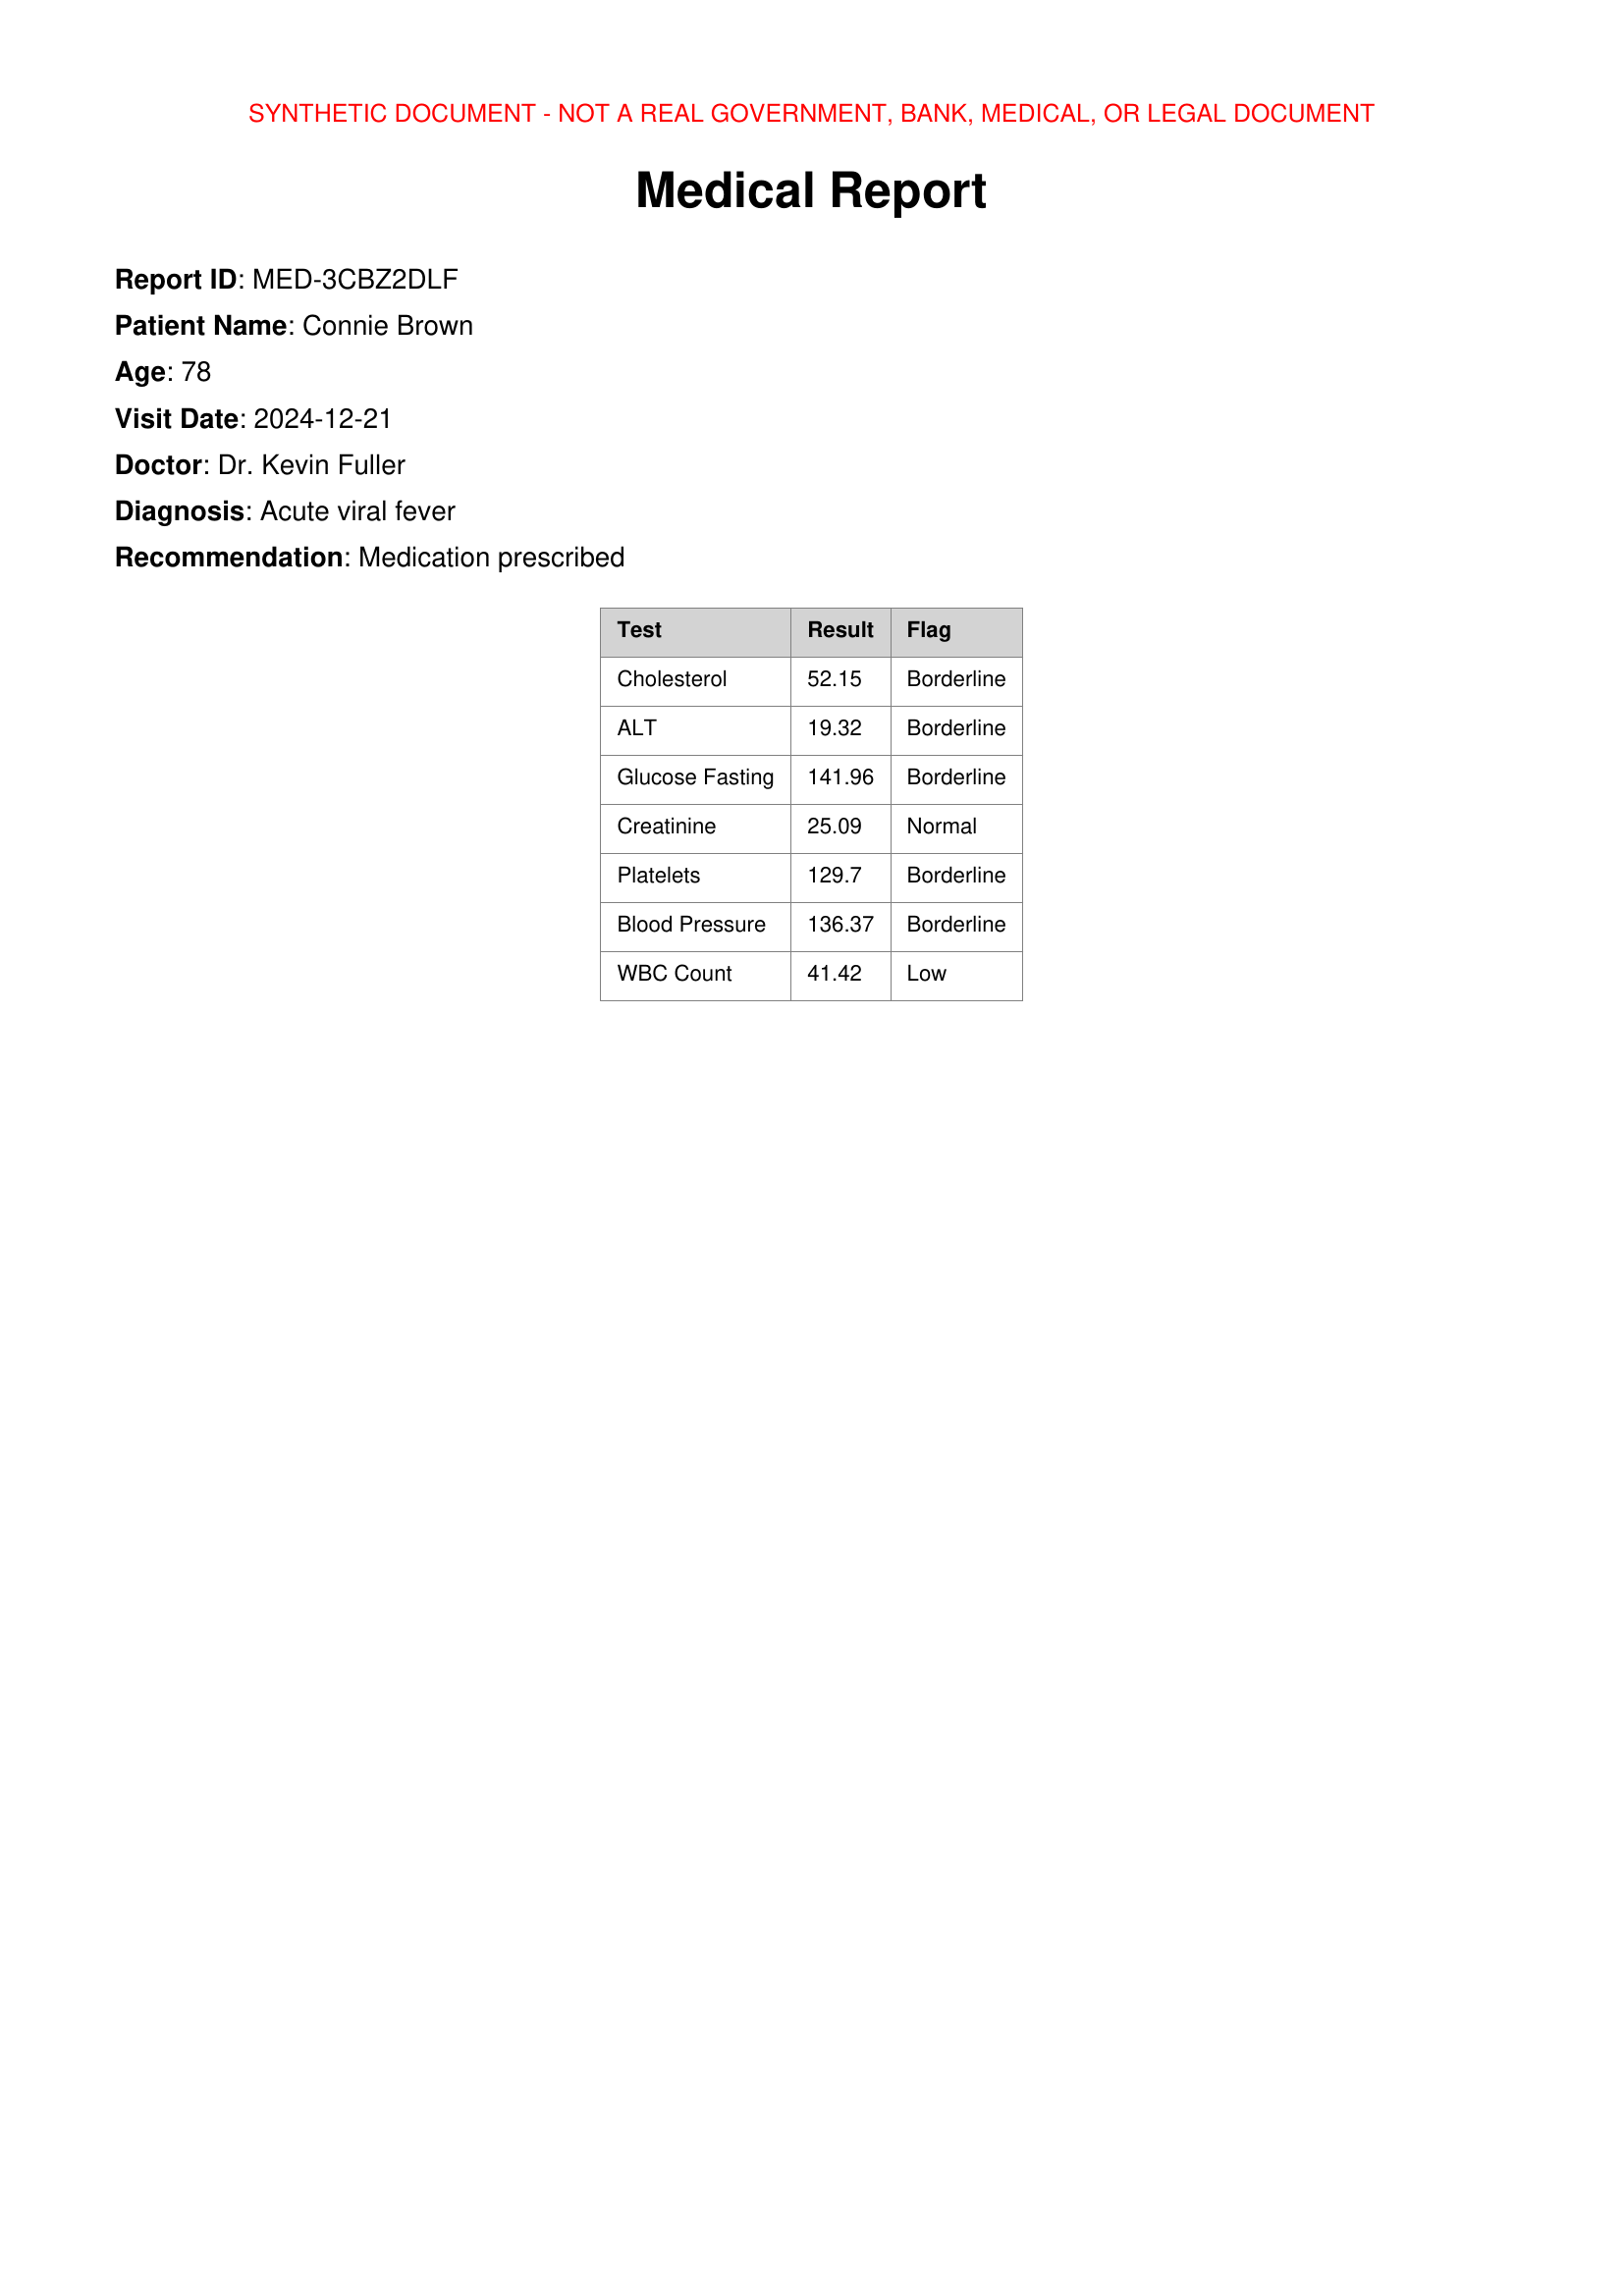 SYNTHETIC DOCUMENT - NOT A REAL GOVERNMENT, BANK, MEDICAL, OR LEGAL DOCUMENT
Medical Report
Report ID: MED-3CBZ2DLF
Patient Name: Connie Brown
Age: 78
Visit Date: 2024-12-21
Doctor: Dr. Kevin Fuller
Diagnosis: Acute viral fever
Recommendation: Medication prescribed
Test Result Flag
Cholesterol 52.15 Borderline
ALT 19.32 Borderline
Glucose Fasting 141.96 Borderline
Creatinine 25.09 Normal
Platelets 129.7 Borderline
Blood Pressure 136.37 Borderline
WBC Count 41.42 Low